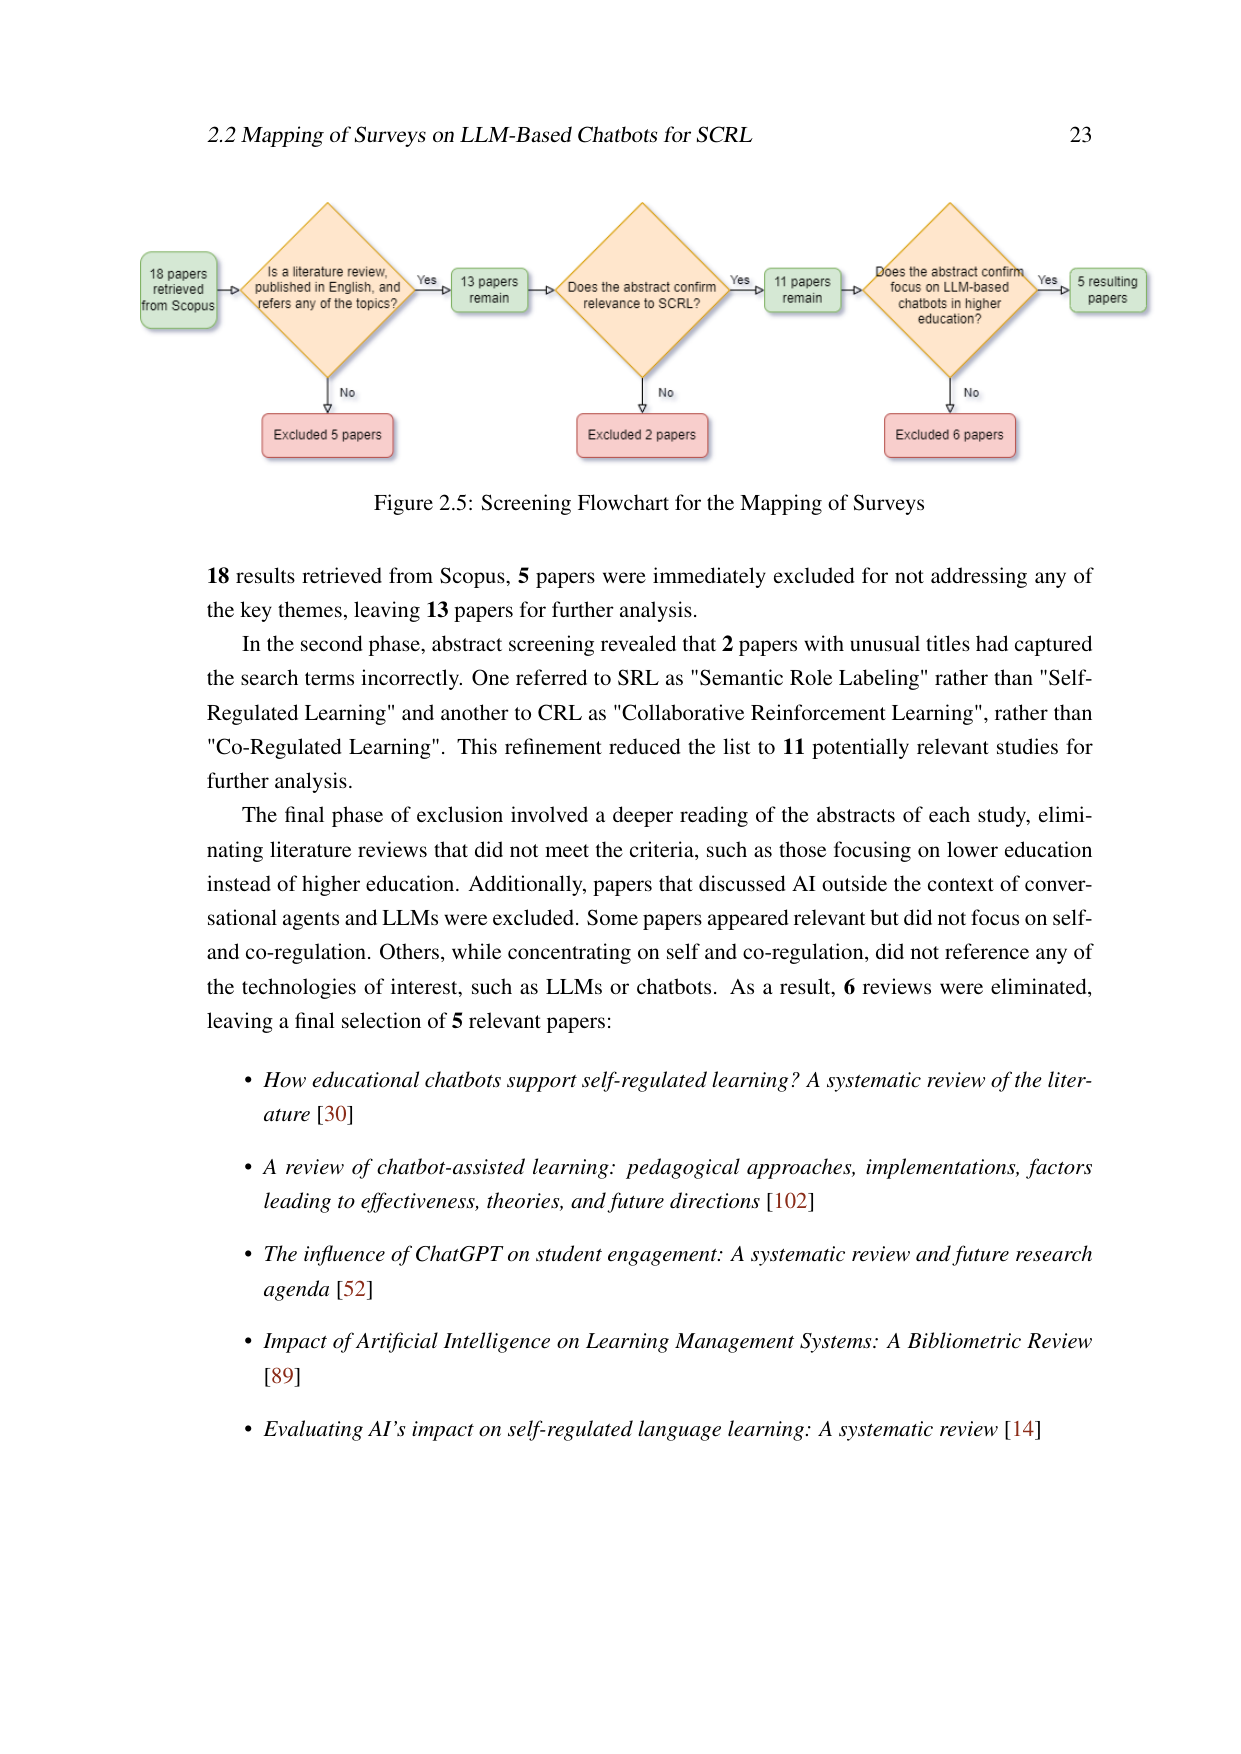 2.2 Mapping of Surveys on LLM-Based Chatbots for SCRL 23
18 papers
retrieved
from Scopus
Is a literature review,
published in English, and
refers any of the topics?
Yes
No
Excluded 5 papers
13 papers
remain
Does the abstract confirm
relevance to SCRL?
Yes
No
Excluded 2 papers
11 papers
remain
Does the abstract confirm
focus on LLM-based
chatbots in higher
education?
Yes
No
Excluded 6 papers
5 resulting
papers
Figure 2.5: Screening Flowchart for the Mapping of Surveys
18 results retrieved from Scopus, 5 papers were immediately excluded for not addressing any of
the key themes, leaving 13 papers for further analysis.
In the second phase, abstract screening revealed that 2 papers with unusual titles had captured
the search terms incorrectly. One referred to SRL as "Semantic Role Labeling" rather than "Self-
Regulated Learning" and another to CRL as "Collaborative Reinforcement Learning", rather than
"Co-Regulated Learning". This refinement reduced the list to 11 potentially relevant studies for
further analysis.
The final phase of exclusion involved a deeper reading of the abstracts of each study, elimi-
nating literature reviews that did not meet the criteria, such as those focusing on lower education
instead of higher education. Additionally, papers that discussed AI outside the context of conver-
sational agents and LLMs were excluded. Some papers appeared relevant but did not focus on self-
and co-regulation. Others, while concentrating on self and co-regulation, did not reference any of
the technologies of interest, such as LLMs or chatbots. As a result, 6 reviews were eliminated,
leaving a final selection of 5 relevant papers:
• How educational chatbots support self-regulated learning? A systematic review of the liter-
ature [30]
• A review of chatbot-assisted learning: pedagogical approaches, implementations, factors
leading to effectiveness, theories, and future directions [102]
• The influence of ChatGPT on student engagement: A systematic review and future research
agenda [52]
• Impact of Artificial Intelligence on Learning Management Systems: A Bibliometric Review
[89]
• Evaluating AI's impact on self-regulated language learning: A systematic review [14]